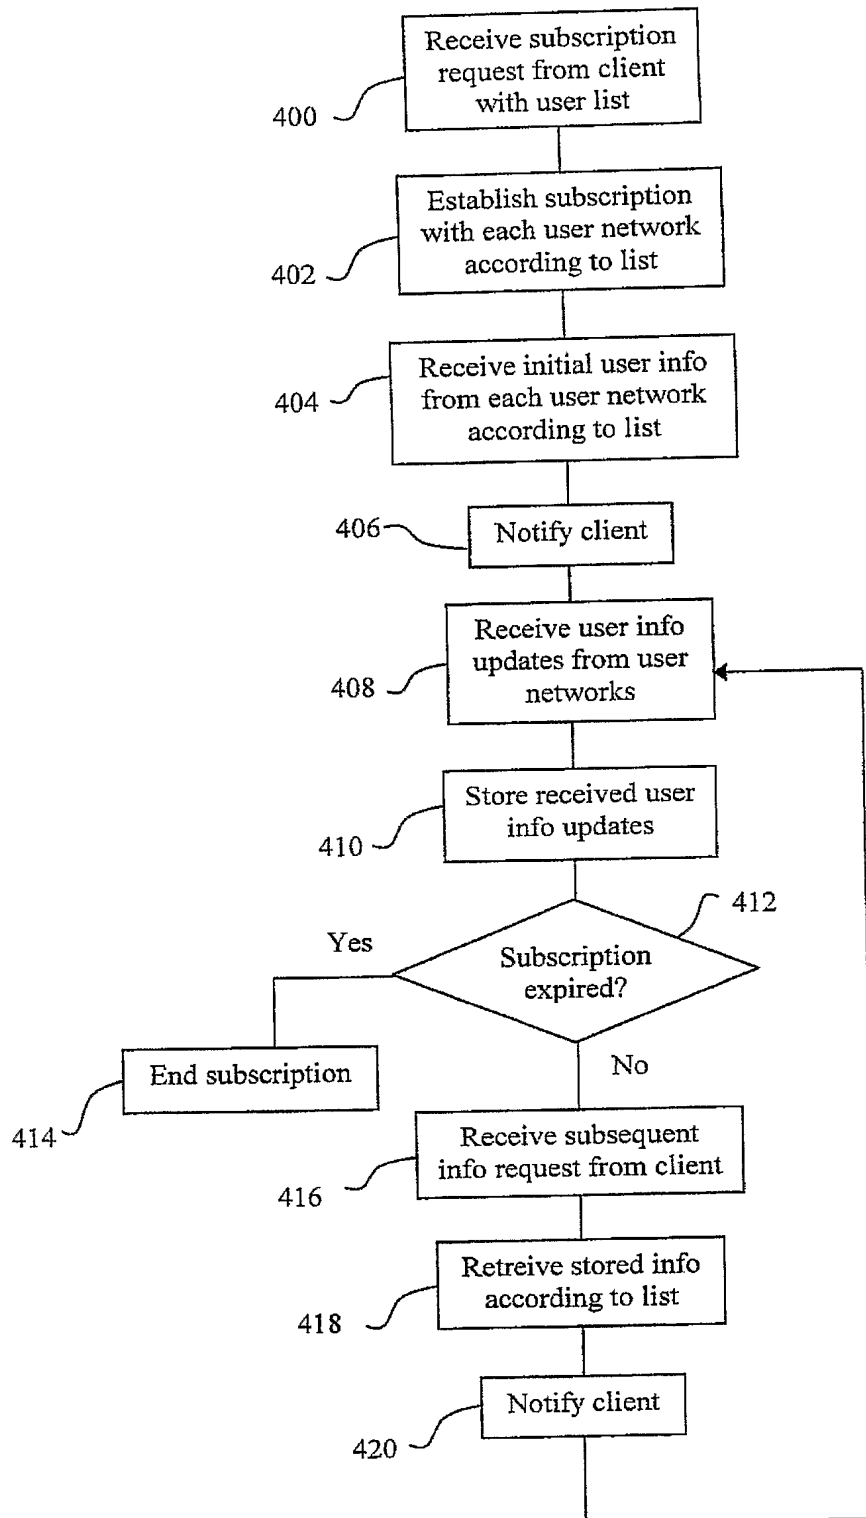 Receive subscription
request from client
with user list
400
Establish subscription
with each user network
according to list
402
Receive initial user info
from each user network
according to list
404
406
Notify client
Receive user info
updates from user
networks
408
Store received user
info updates
410
412
Yes
Subscription
expired?
End subscription
No
414
Receive subsequent
info request from client
416
Retreive stored info
according to list
418
Notify client
420